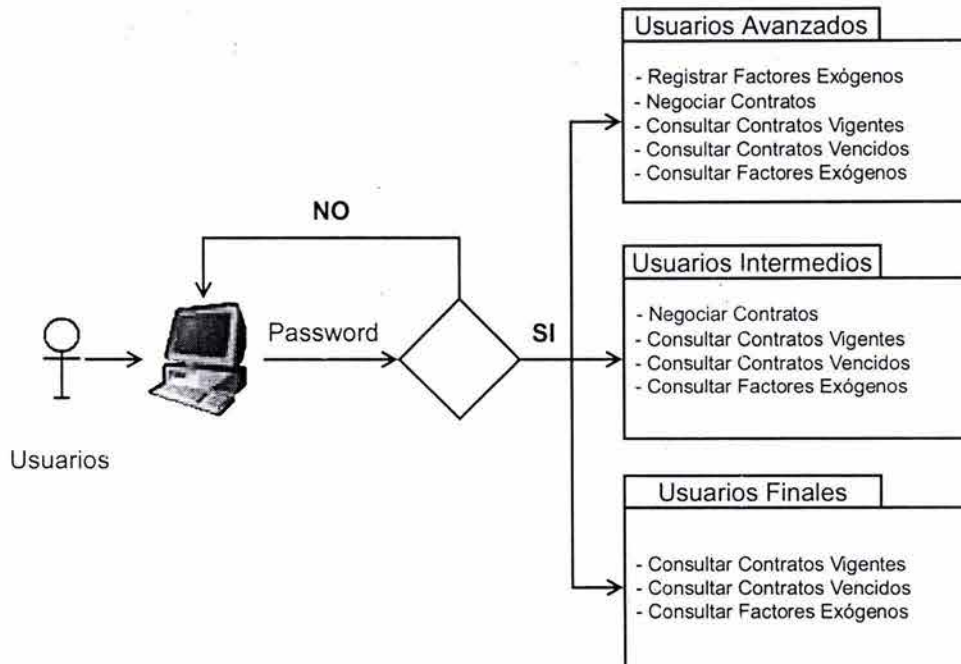 Usuarios Avanzados
- Registrar Factores Exógenos
- Negociar Contratos
- Consultar Contratos Vigentes
- Consultar Contratos Vencidos
- Consultar Factores Exógenos
NO
Password
SI
Usuarios
Usuarios Intermedios
- Negociar Contratos
- Consultar Contratos Vigentes
- Consultar Contratos Vencidos
- Consultar Factores Exógenos
Usuarios Finales
- Consultar Contratos Vigentes
- Consultar Contratos Vencidos
- Consultar Factores Exógenos